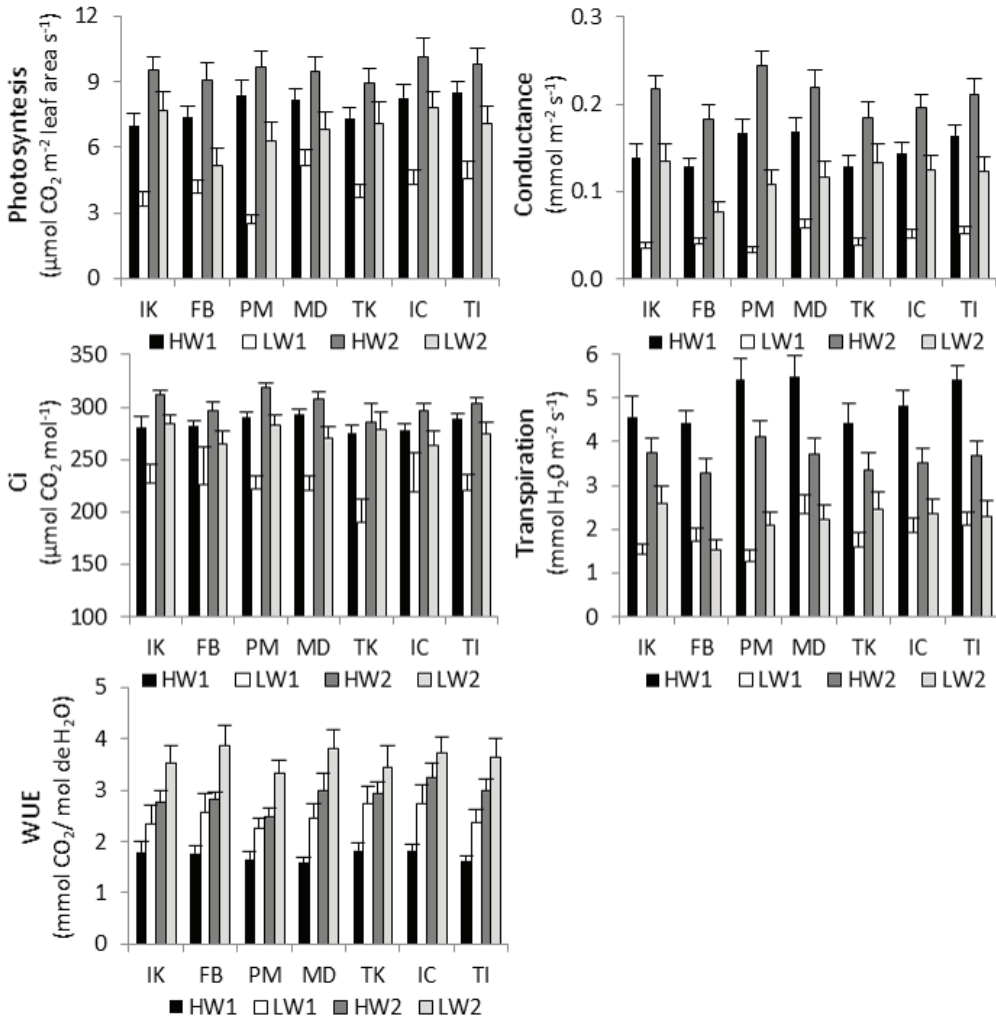 Photosyntesis
(µmol CO₂ m⁻² leaf area s⁻¹)
12
9
6
3
0
IK FB PM MD TK IC TI
HW1 LW1 HW2 LW2
Conductance
(mmol m⁻² s⁻¹)
0.3
0.2
0.1
0.0
IK FB PM MD TK IC TI
HW1 LW1 HW2 LW2
Ci
(µmol CO₂ mol⁻¹)
350
300
250
200
150
100
IK FB PM MD TK IC TI
HW1 LW1 HW2 LW2
Transpiration
(mmol H₂O m⁻² s⁻¹)
6
5
4
3
2
1
0
IK FB PM MD TK IC TI
HW1 LW1 HW2 LW2
WUE
(mmol CO₂/ mol de H₂O)
5
4
3
2
1
0
IK FB PM MD TK IC TI
HW1 LW1 HW2 LW2